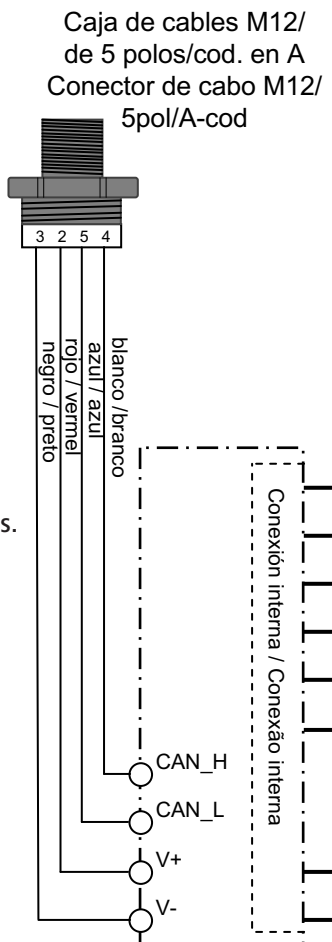 Caja de cables M12/
de 5 polos/cod. en A
Conector de cabo M12/
5pol/A-cod
3 2 5 4
negro / preto
rojo / vermel
azul / azul
blanco /branco
s.
Conexión interna / Conexão interna
CAN_H
CAN_L
V+
V-